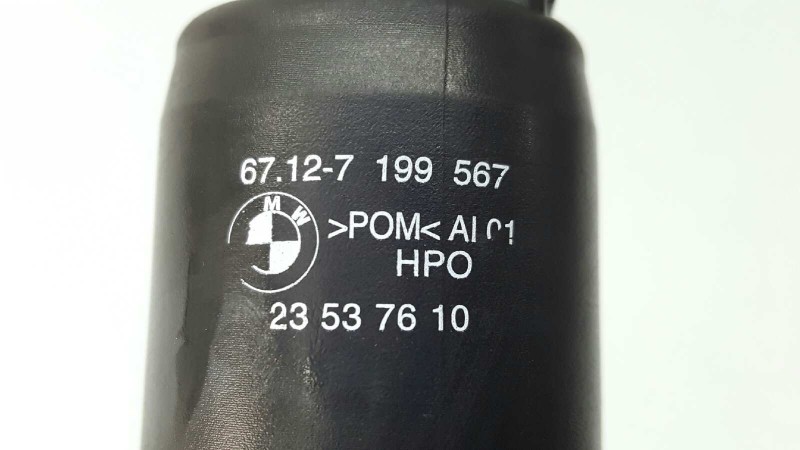 67.12-7 199 567
BMW
>POM< AI 01
HPO
23 53 76 10